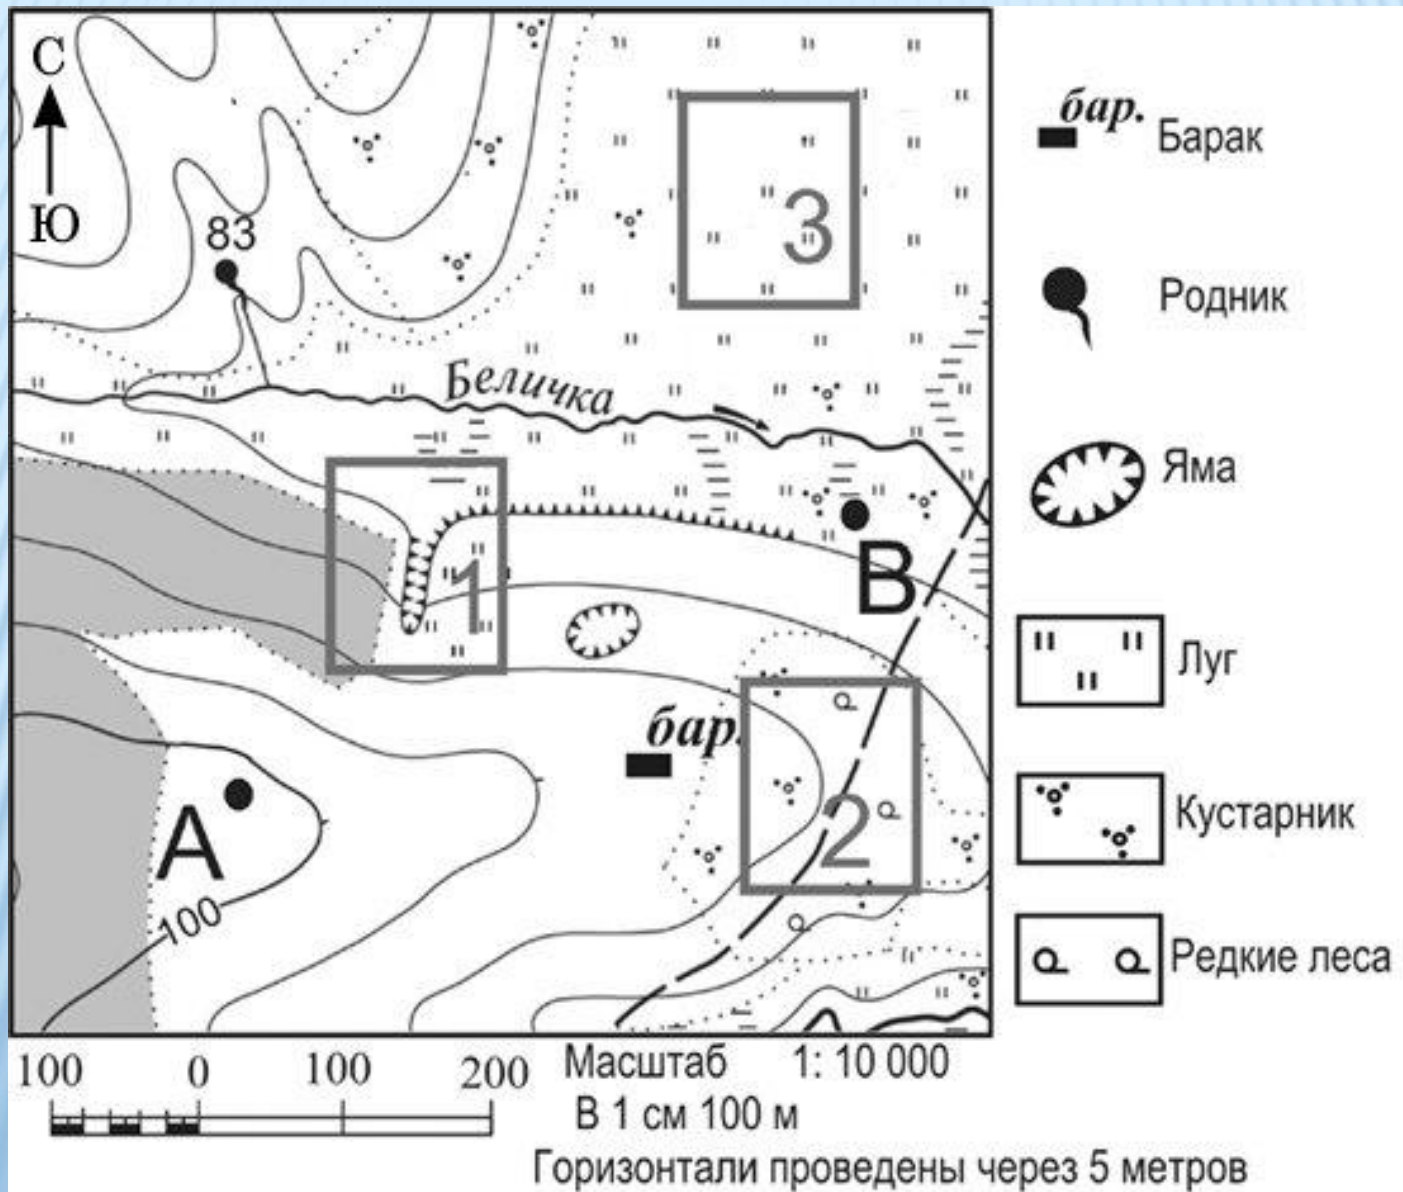 С
Ю
83
3
Беличка
1
В
бар.
2
А
100
бар.
Барак
Родник
Яма
Луг
Кустарник
Редкие леса
100 0 100 200
Масштаб 1: 10 000
В 1 см 100 м
Горизонтали проведены через 5 метров